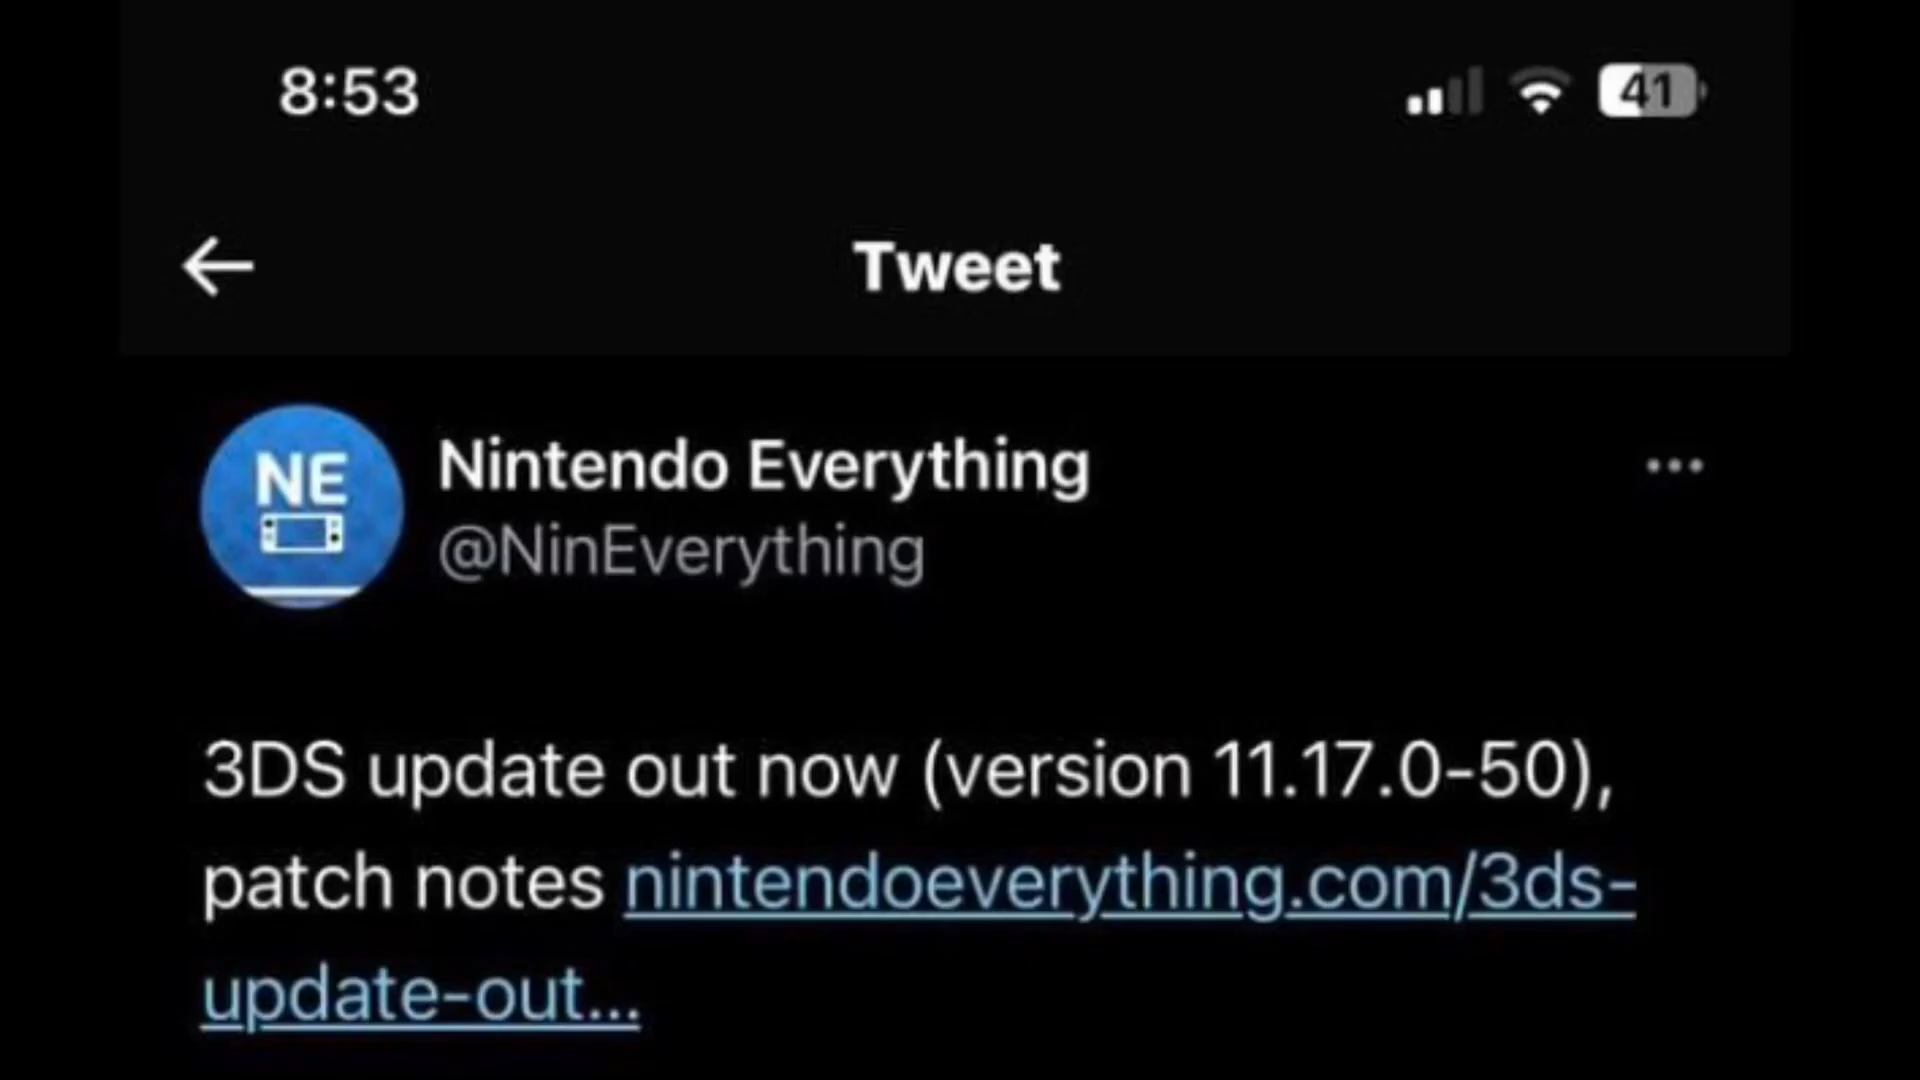 8:53
41
Tweet
NE
Nintendo Everything
@NinEverything
3DS update out now (version 11.17.0-50),
patch notes nintendoeverything.com/3ds-
update-out...